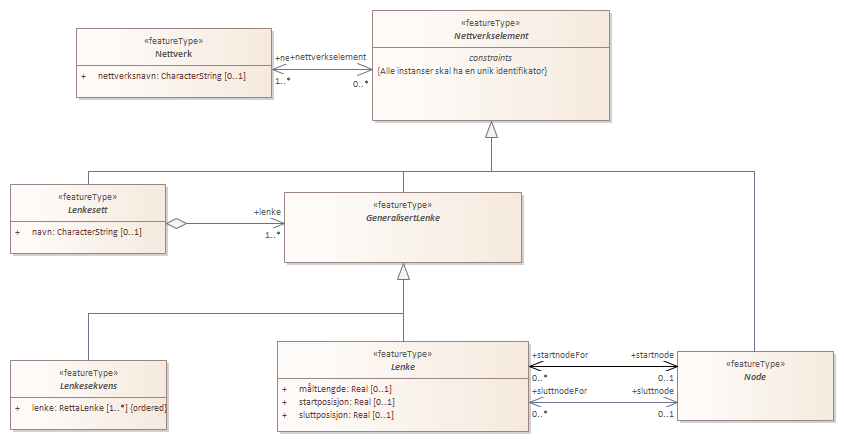 «featureType»
Nettverk
+ nettverksnavn: CharacterString [0..1]
+ne
+nettverkselement
1..*
0..*
«featureType»
Nettverkselement
constraints
{Alle instanser skal ha en unik identifikator}
«featureType»
Lenkesett
+ navn: CharacterString [0..1]
+lenke
1..*
«featureType»
GeneralisertLenke
«featureType»
Lenkesekvens
+ lenke: RettaLenke [1..*] {ordered}
«featureType»
Lenke
+ måltLengde: Real [0..1]
+ startposisjon: Real [0..1]
+ sluttposisjon: Real [0..1]
+startnodeFor
+startnode
0..*
0..1
+sluttnodeFor
+sluttnode
0..*
0..1
«featureType»
Node